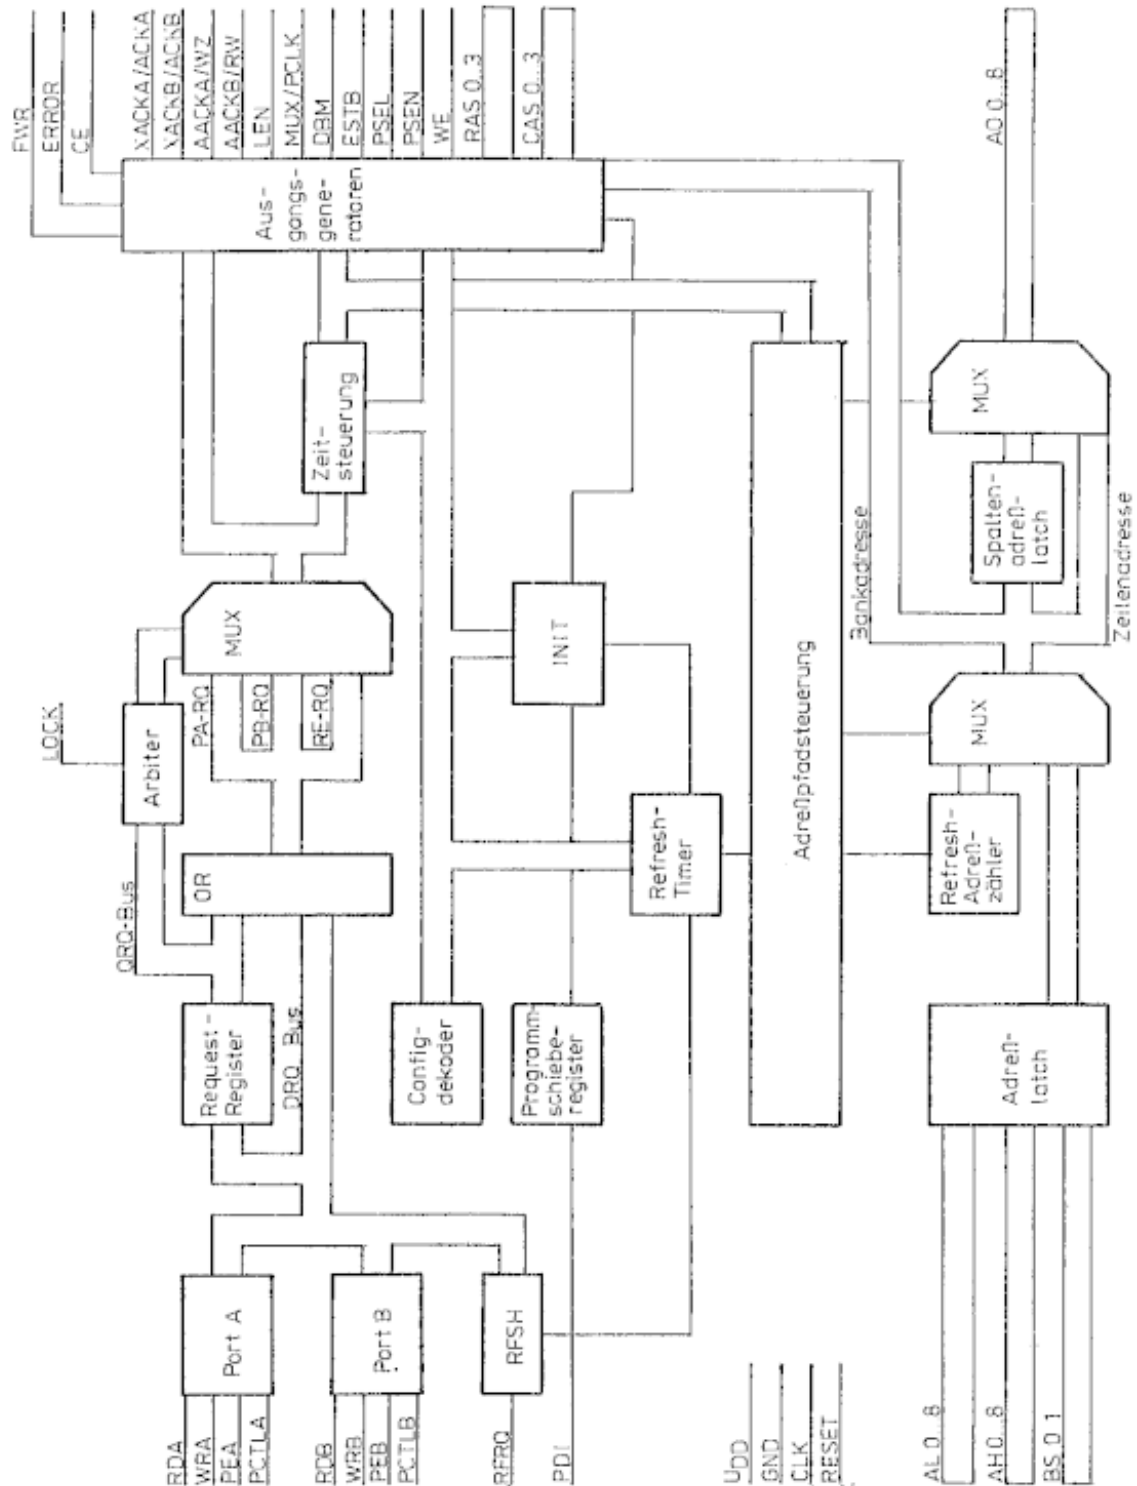 FWR
ERROR
CE
XACKA/ACKA
XACKB/ACKB
AACKA/WZ
AACKB/RW
LEN
MUX/PCLK
DBM
ESTB
PSEL
PSEN
WE
RAS 0..3
CAS 0...3
AO 0...8
Aus-
gangs-
gene-
ratoren
Zeit-
steuerung
MUX
LOCK
Arbiter
PA-RQ
PB-RQ
RE-RQ
QRQ-Bus
OR
Request-
Register
DRQ Bus
Config-
dekoder
Programm-
schiebe-
register
INIT
Refresh-
Timer
Adreßpfadsteuerung
Bankadresse
MUX
Spalten-
adreß-
latch
Zeilenadresse
MUX
Refresh-
Adreß-
zähler
Adreß-
latch
Port A
Port B
RFSH
RDA
WRA
PEA
PCTLA
RDB
WRB
PEB
PCTLB
RFRQ
PDI
UDD
GND
CLK
RESET
AL 0..8
AH 0..8
BS 0 1